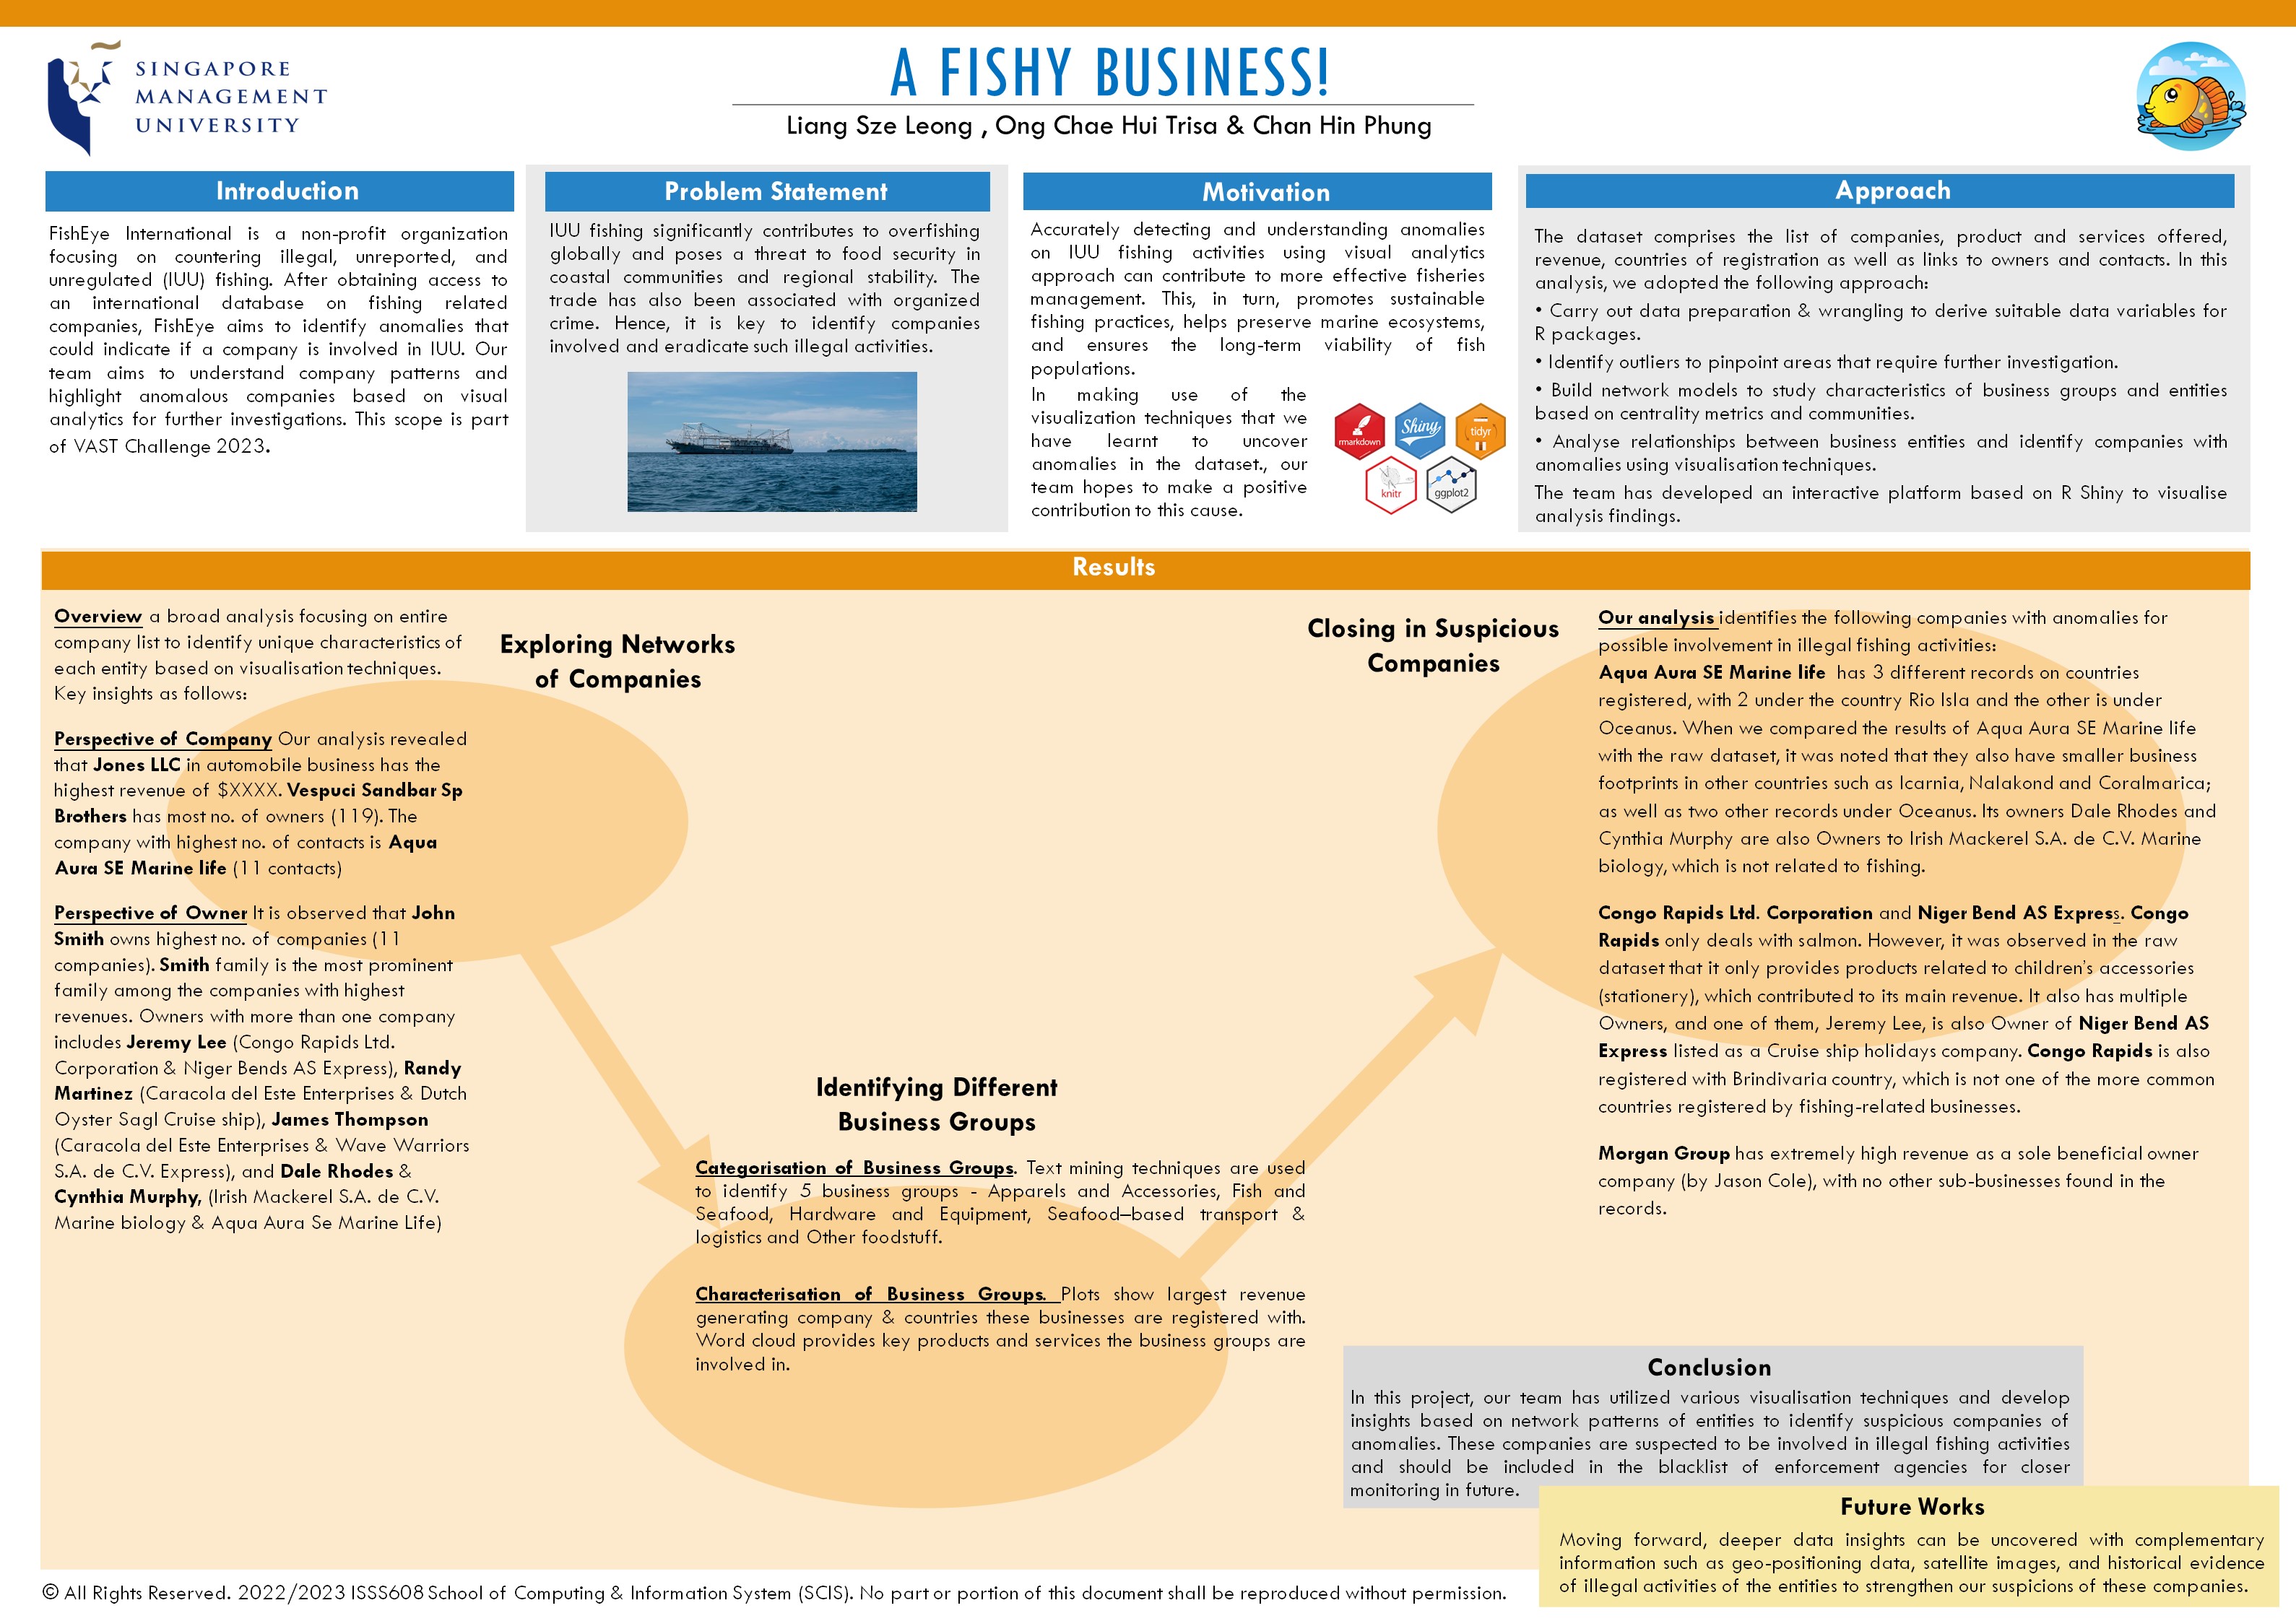 SINGAPORE
MANAGEMENT
UNIVERSITY
A FISHY BUSINESS!
Liang Sze Leong , Ong Chae Hui Trisa & Chan Hin Phung
Introduction
FishEye International is a non-profit organization
focusing on countering illegal, unreported, and
unregulated (IUU) fishing. After obtaining access to
an international database on fishing related
companies, FishEye aims to identify anomalies that
could indicate if a company is involved in IUU. Our
team aims to understand company patterns and
highlight anomalous companies based on visual
analytics for further investigations. This scope is part
of VAST Challenge 2023.
Problem Statement
IUU fishing significantly contributes to overfishing
globally and poses a threat to food security in
coastal communities and regional stability. The
trade has also been associated with organized
crime. Hence, it is key to identify companies
involved and eradicate such illegal activities.
Motivation
Accurately detecting and understanding anomalies
on IUU fishing activities using visual analytics
approach can contribute to more effective fisheries
management. This, in turn, promotes sustainable
fishing practices, helps preserve marine ecosystems,
and ensures the long-term viability of fish
populations.
In making use of the
visualization techniques that we
have learnt to uncover
anomalies in the dataset., our
team hopes to make a positive
contribution to this cause.
rmarkdown
Shiny
tidyr
knitr
ggplot2
Approach
The dataset comprises the list of companies, product and services offered,
revenue, countries of registration as well as links to owners and contacts. In this
analysis, we adopted the following approach:
• Carry out data preparation & wrangling to derive suitable data variables for
R packages.
• Identify outliers to pinpoint areas that require further investigation.
• Build network models to study characteristics of business groups and entities
based on centrality metrics and communities.
• Analyse relationships between business entities and identify companies with
anomalies using visualisation techniques.
The team has developed an interactive platform based on R Shiny to visualise
analysis findings.
Results
Overview a broad analysis focusing on entire
company list to identify unique characteristics of
each entity based on visualisation techniques.
Key insights as follows:
Perspective of Company Our analysis revealed
that Jones LLC in automobile business has the
highest revenue of $XXXX. Vespuci Sandbar Sp
Brothers has most no. of owners (119). The
company with highest no. of contacts is Aqua
Aura SE Marine life (11 contacts)
Perspective of Owner It is observed that John
Smith owns highest no. of companies (11
companies). Smith family is the most prominent
family among the companies with highest
revenues. Owners with more than one company
includes Jeremy Lee (Congo Rapids Ltd.
Corporation & Niger Bends AS Express), Randy
Martinez (Caracola del Este Enterprises & Dutch
Oyster Sagl Cruise ship), James Thompson
(Caracola del Este Enterprises & Wave Warriors
S.A. de C.V. Express), and Dale Rhodes &
Cynthia Murphy, (Irish Mackerel S.A. de C.V.
Marine biology & Aqua Aura Se Marine Life)
Exploring Networks
of Companies
Identifying Different
Business Groups
Categorisation of Business Groups. Text mining techniques are used
to identify 5 business groups - Apparels and Accessories, Fish and
Seafood, Hardware and Equipment, Seafood–based transport &
logistics and Other foodstuff.
Characterisation of Business Groups. Plots show largest revenue
generating company & countries these businesses are registered with.
Word cloud provides key products and services the business groups are
involved in.
Closing in Suspicious
Companies
Our analysis identifies the following companies with anomalies for
possible involvement in illegal fishing activities:
Aqua Aura SE Marine life has 3 different records on countries
registered, with 2 under the country Rio Isla and the other is under
Oceanus. When we compared the results of Aqua Aura SE Marine life
with the raw dataset, it was noted that they also have smaller business
footprints in other countries such as Icarnia, Nalakond and Coralmarica;
as well as two other records under Oceanus. Its owners Dale Rhodes and
Cynthia Murphy are also Owners to Irish Mackerel S.A. de C.V. Marine
biology, which is not related to fishing.
Congo Rapids Ltd. Corporation and Niger Bend AS Express. Congo
Rapids only deals with salmon. However, it was observed in the raw
dataset that it only provides products related to children's accessories
(stationery), which contributed to its main revenue. It also has multiple
Owners, and one of them, Jeremy Lee, is also Owner of Niger Bend AS
Express listed as a Cruise ship holidays company. Congo Rapids is also
registered with Brindivaria country, which is not one of the more common
countries registered by fishing-related businesses.
Morgan Group has extremely high revenue as a sole beneficial owner
company (by Jason Cole), with no other sub-businesses found in the
records.
Conclusion
In this project, our team has utilized various visualisation techniques and develop
insights based on network patterns of entities to identify suspicious companies of
anomalies. These companies are suspected to be involved in illegal fishing activities
and should be included in the blacklist of enforcement agencies for closer
monitoring in future.
Future Works
Moving forward, deeper data insights can be uncovered with complementary
information such as geo-positioning data, satellite images, and historical evidence
of illegal activities of the entities to strengthen our suspicions of these companies.
© All Rights Reserved. 2022/2023 ISSS608 School of Computing & Information System (SCIS). No part or portion of this document shall be reproduced without permission.